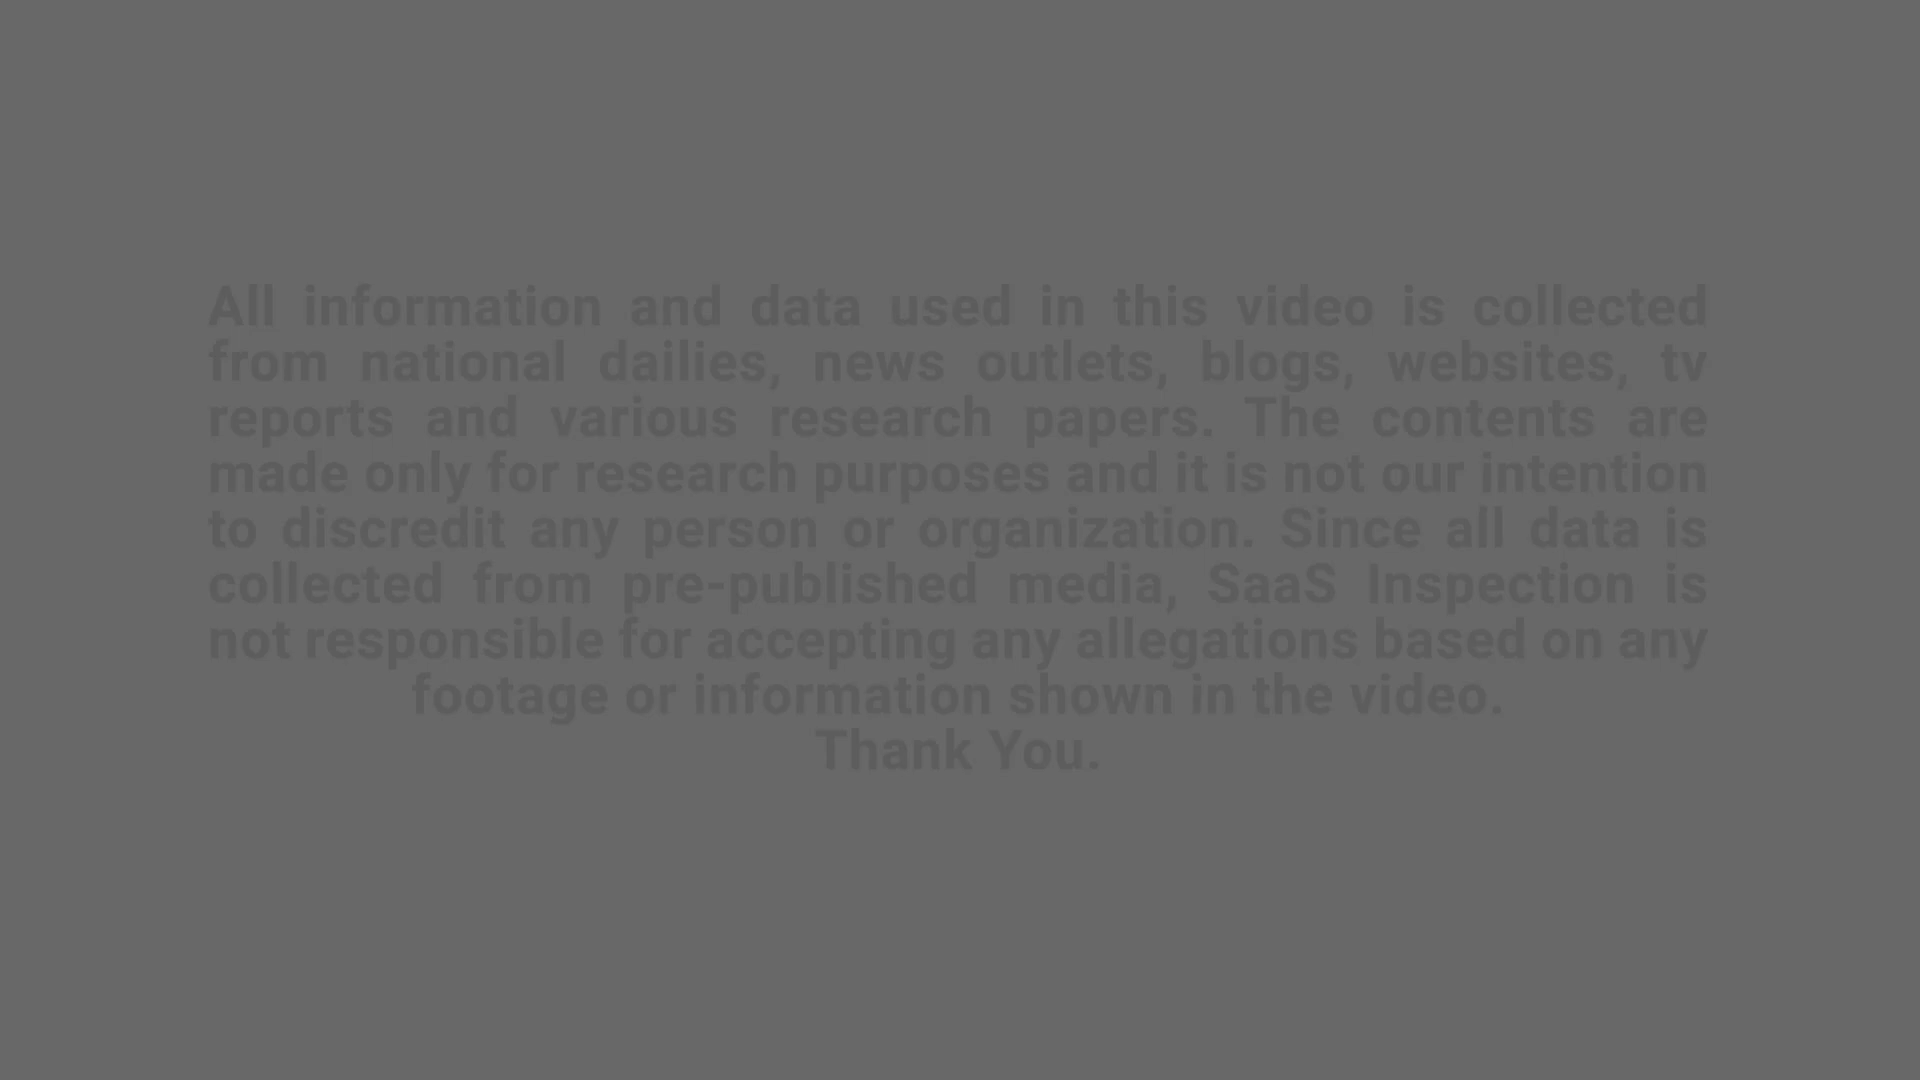 All information and data used in this video is collected
from national dailies, news outlets, blogs, websites, tv
reports and various research papers. The contents are
made only for research purposes and it is not our intention
to discredit any person or organization. Since all data is
collected from pre-published media, SaaS Inspection is
not responsible for accepting any allegations based on any
footage or information shown in the video.
Thank You.